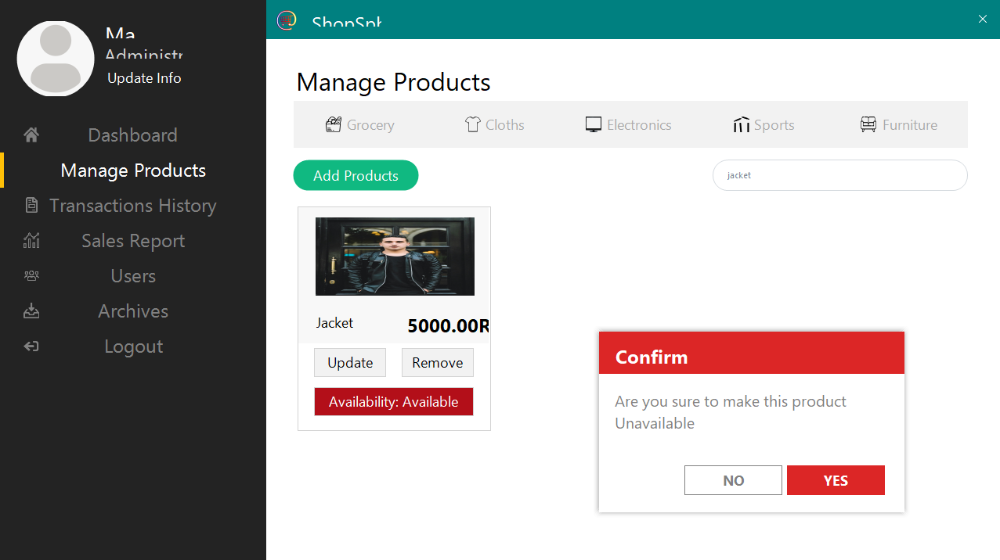 Ma
Administr
Update Info
Dashboard
Manage Products
Transactions History
Sales Report
Users
Archives
Logout
ShopSph
Manage Products
Grocery Cloths Electronics Sports Furniture
Add Products
jacket
Jacket 5000.00R
Update Remove
Availability: Available
Confirm
Are you sure to make this product
Unavailable
NO YES